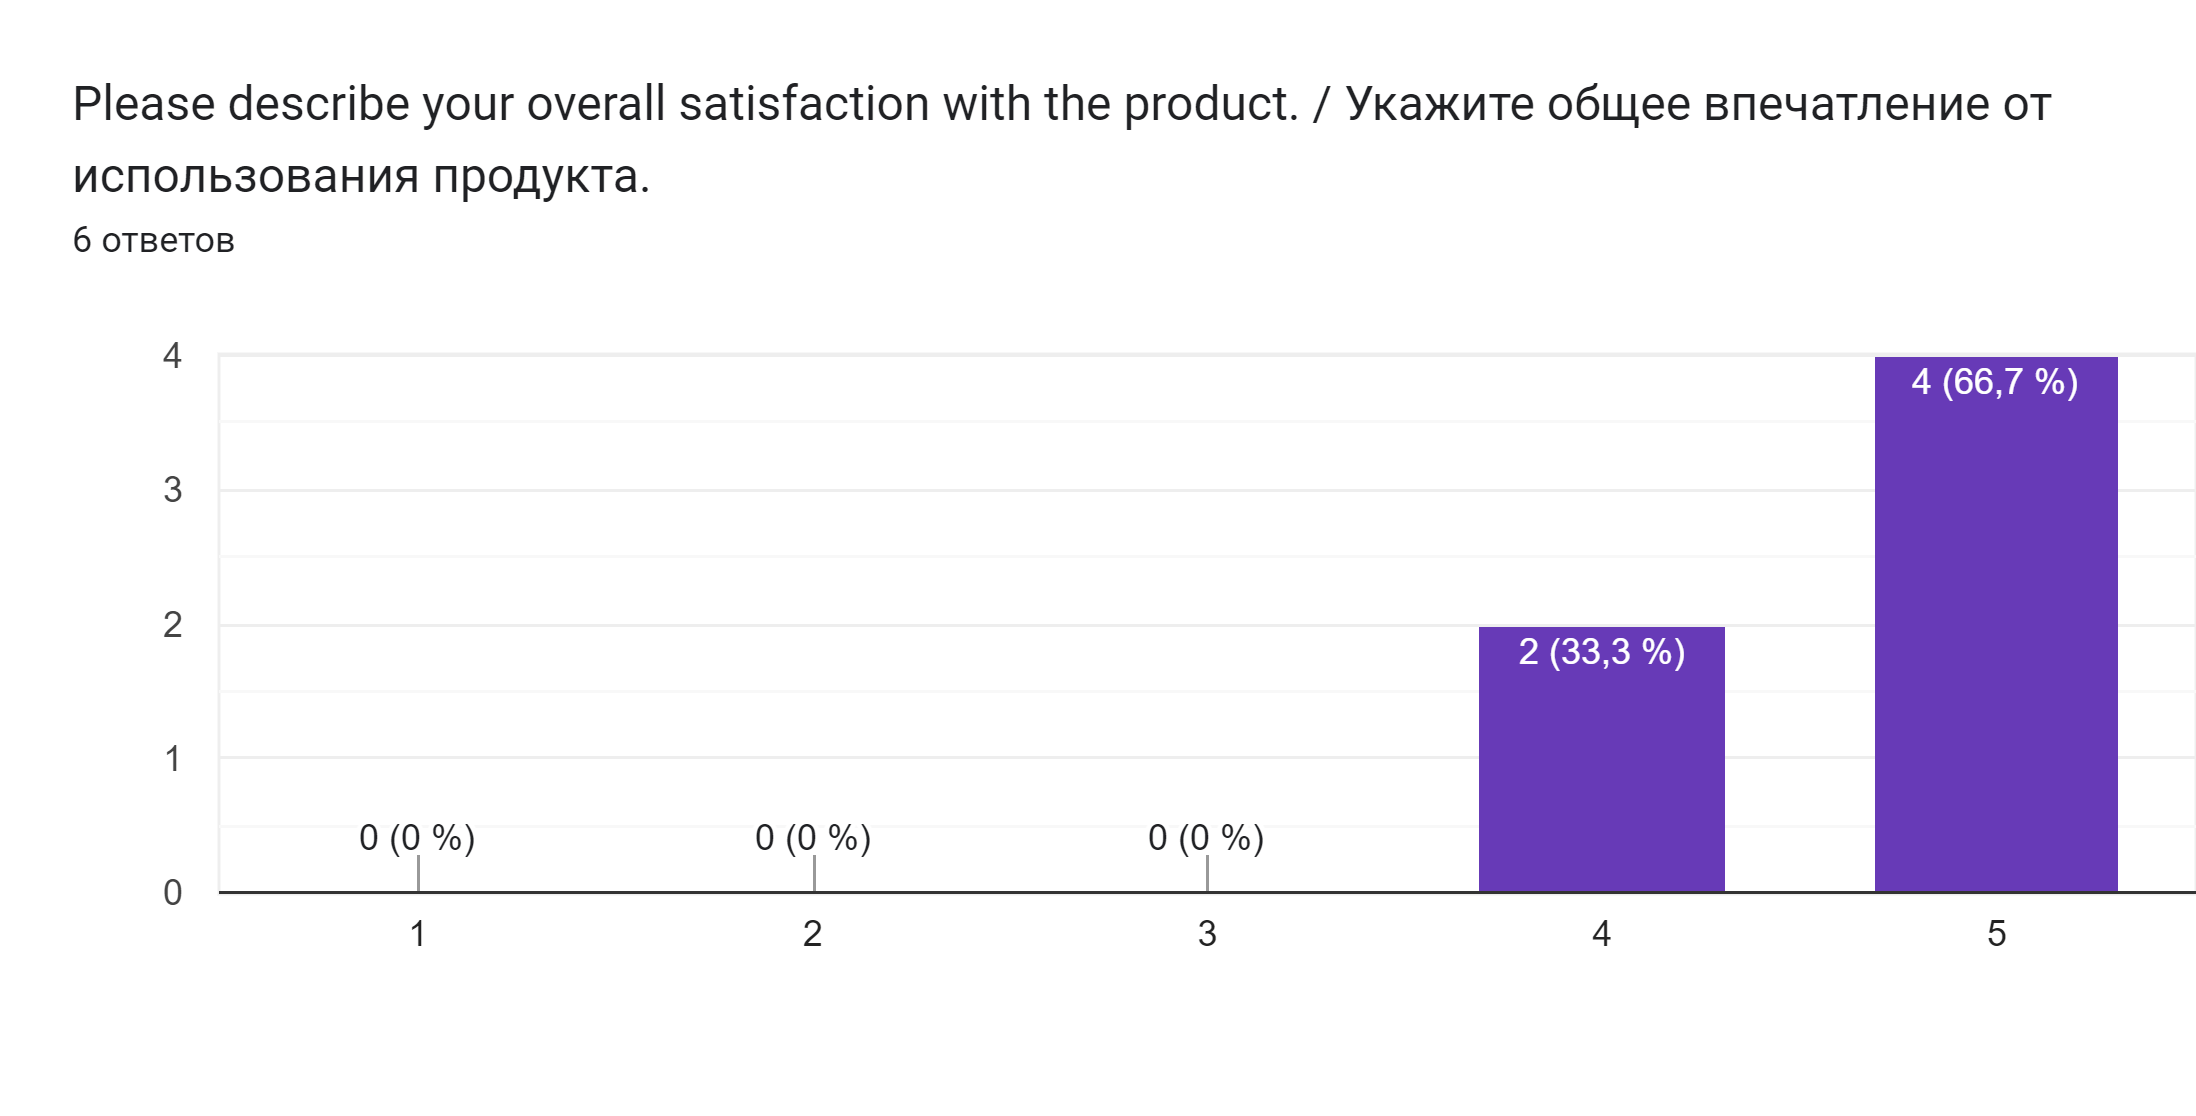 Please describe your overall satisfaction with the product. / Укажите общее впечатление от
использования продукта.
6 ответов
4
4 (66,7 %)
3
2
2 (33,3 %)
1
0 (0 %)
0 (0 %)
0 (0 %)
0
1
2
3
4
5